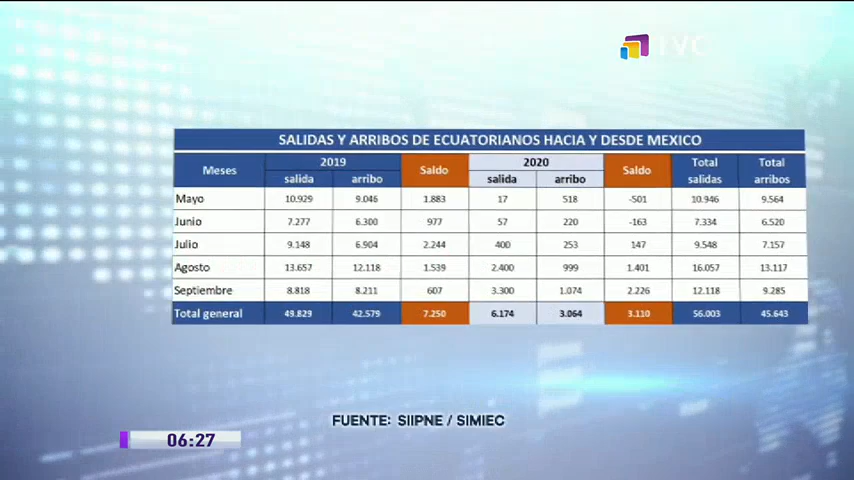 TVC
SALIDAS Y ARRIBOS DE ECUATORIANOS HACIA Y DESDE MEXICO
Meses 2019 Saldo 2020 Saldo Total salidas Total arribos
salida arribo salida arribo
Mayo 10.929 9.046 1.883 17 518 -501 10.946 9.564
Junio 7.277 6.300 977 57 220 -163 7.334 6.520
Julio 9.148 6.904 2.244 400 253 147 9.548 7.157
Agosto 13.657 12.118 1.539 2.400 999 1.401 16.057 13.117
Septiembre 8.818 8.211 607 3.300 1.074 2.226 12.118 9.285
Total general 49.829 42.579 7.250 6.174 3.064 3.110 56.003 45.643
FUENTE: SIIPNE / SIMIEC
06:27